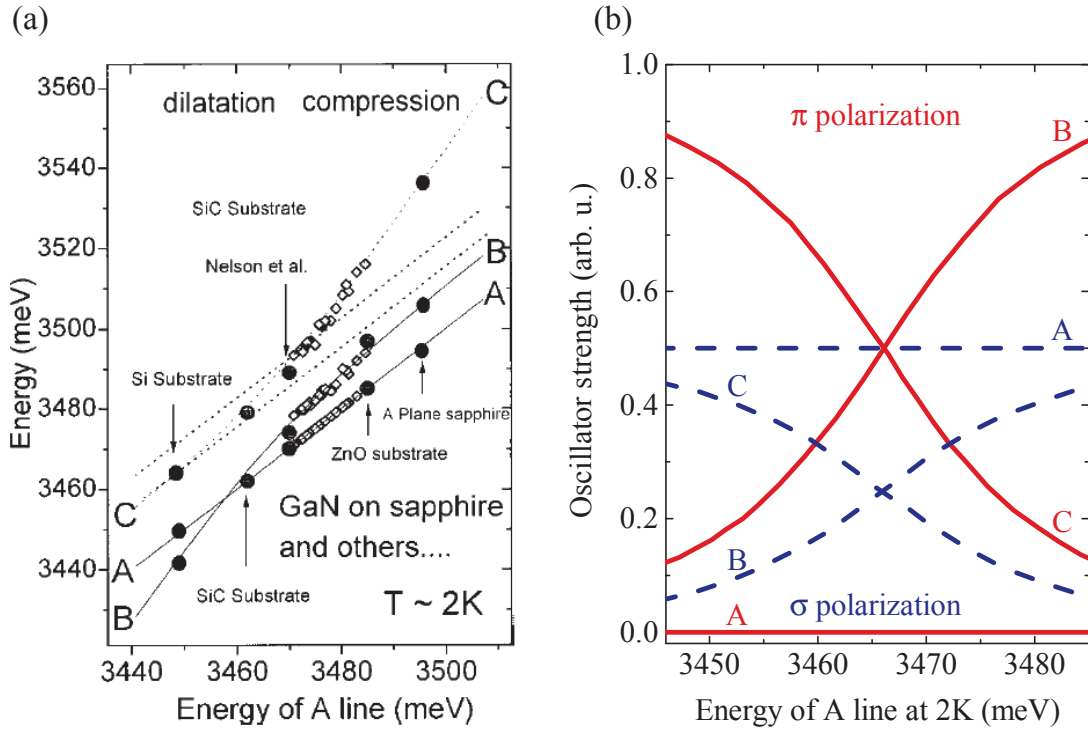 (a)
3560
3540
3520
3500
3480
3460
3440
Energy (meV)
dilatation compression
C
SiC Substrate
B
Nelson et al.
A
Si Substrate
A Plane sapphire
ZnO substrate
C
GaN on sapphire
and others....
A
SiC Substrate
T ~ 2K
B
3440 3460 3480 3500
Energy of A line (meV)
(b)
1.0
0.8
0.6
0.4
0.2
0.0
Oscillator strength (arb. u.)
π polarization
B
A
C
C
B
σ polarization
A
3450 3460 3470 3480
Energy of A line at 2K (meV)